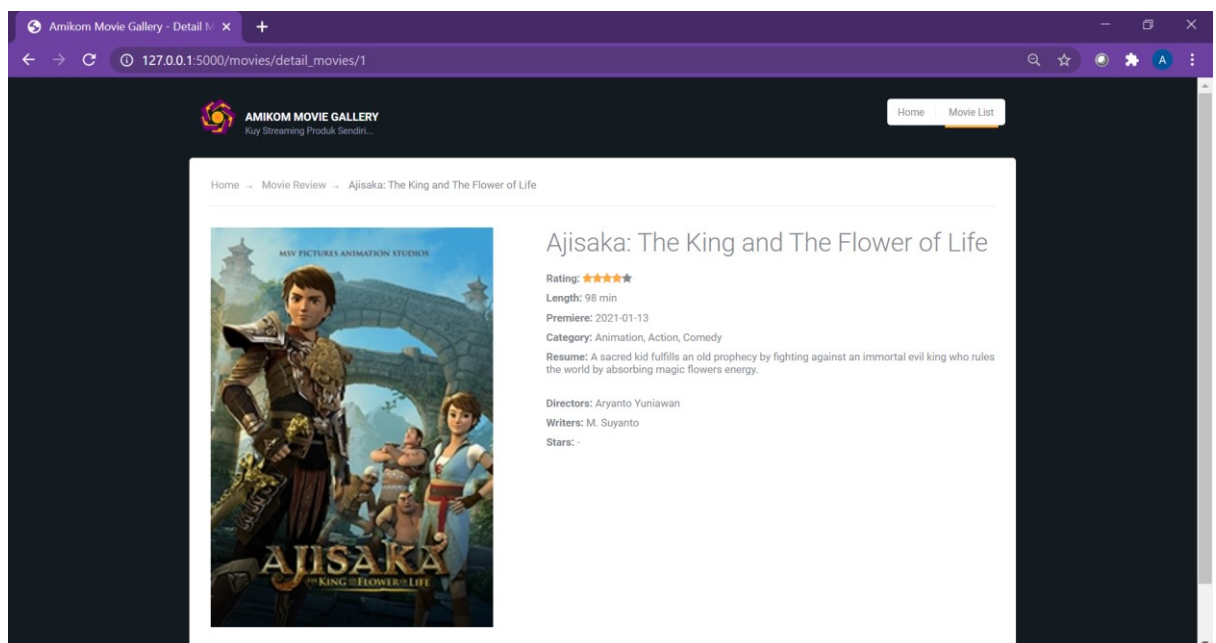 Amikom Movie Gallery - Detail M
127.0.0.1:5000/movies/detail_movies/1
A
AMIKOM MOVIE GALLERY
Kuy Streaming Produk Sendiri...
Home
Movie List
Home → Movie Review → Ajisaka: The King and The Flower of Life
MSV PICTURES ANIMATION STUDIOS
AJISAKA
THE KING AND THE FLOWER OF LIFE
Ajisaka: The King and The Flower of Life
Rating:
Length: 98 min
Premiere: 2021-01-13
Category: Animation, Action, Comedy
Resume: A sacred kid fulfills an old prophecy by fighting against an immortal evil king who rules
the world by absorbing magic flowers energy.
Directors: Aryanto Yuniawan
Writers: M. Suyanto
Stars: -